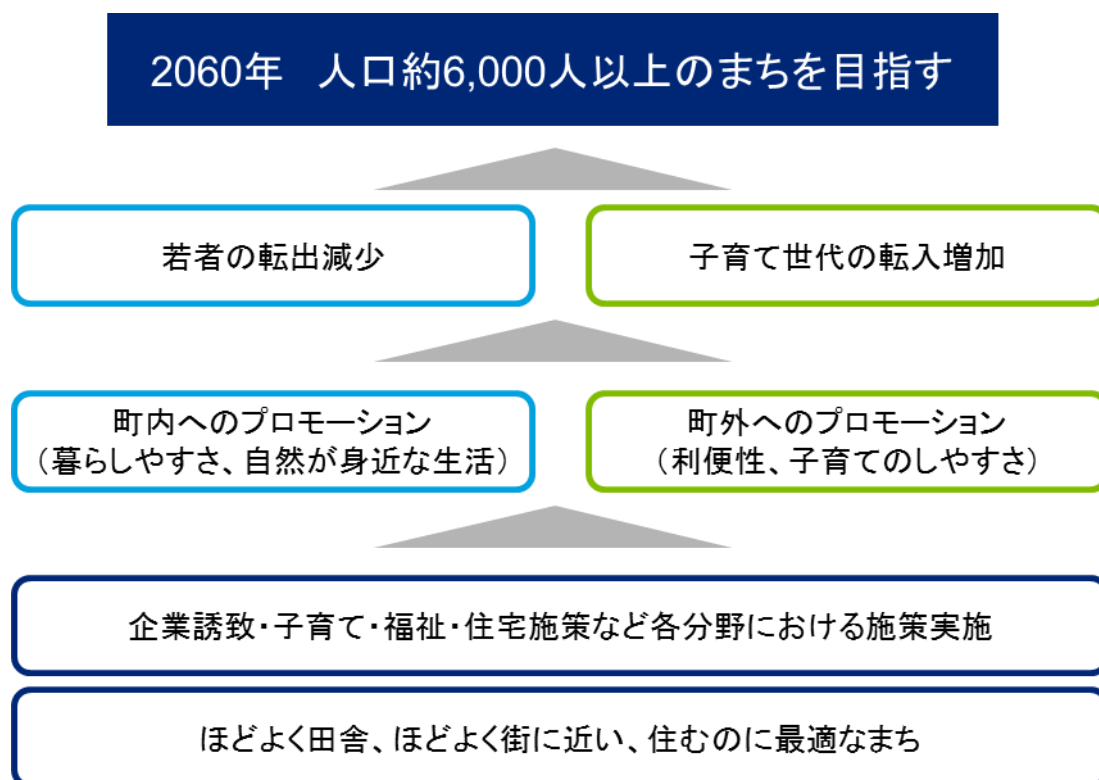 2060年　人口約6,000人以上のまちを目指す
若者の転出減少
子育て世代の転入増加
町内へのプロモーション
（暮らしやすさ、自然が身近な生活）
町外へのプロモーション
（利便性、子育てのしやすさ）
企業誘致・子育て・福祉・住宅施策など各分野における施策実施
ほどよく田舎、ほどよく街に近い、住むのに最適なまち